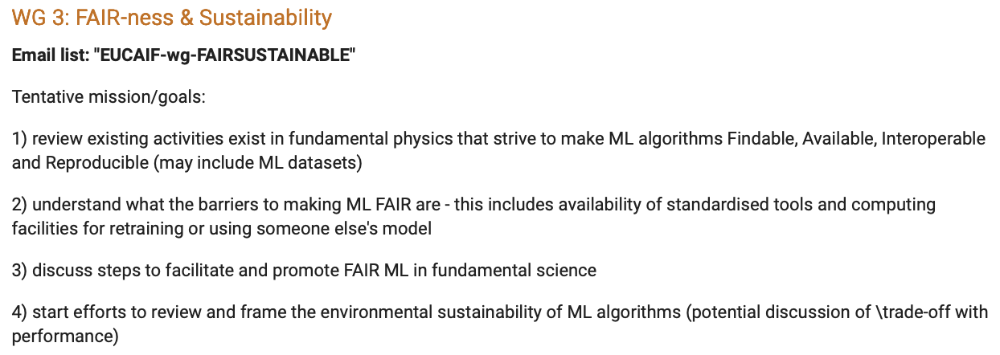 WG 3: FAIR-ness & Sustainability
Email list: "EUCAIF-wg-FAIRSUSTAINABLE"
Tentative mission/goals:
1) review existing activities exist in fundamental physics that strive to make ML algorithms Findable, Available, Interoperable
and Reproducible (may include ML datasets)
2) understand what the barriers to making ML FAIR are - this includes availability of standardised tools and computing
facilities for retraining or using someone else's model
3) discuss steps to facilitate and promote FAIR ML in fundamental science
4) start efforts to review and frame the environmental sustainability of ML algorithms (potential discussion of \trade-off with
performance)